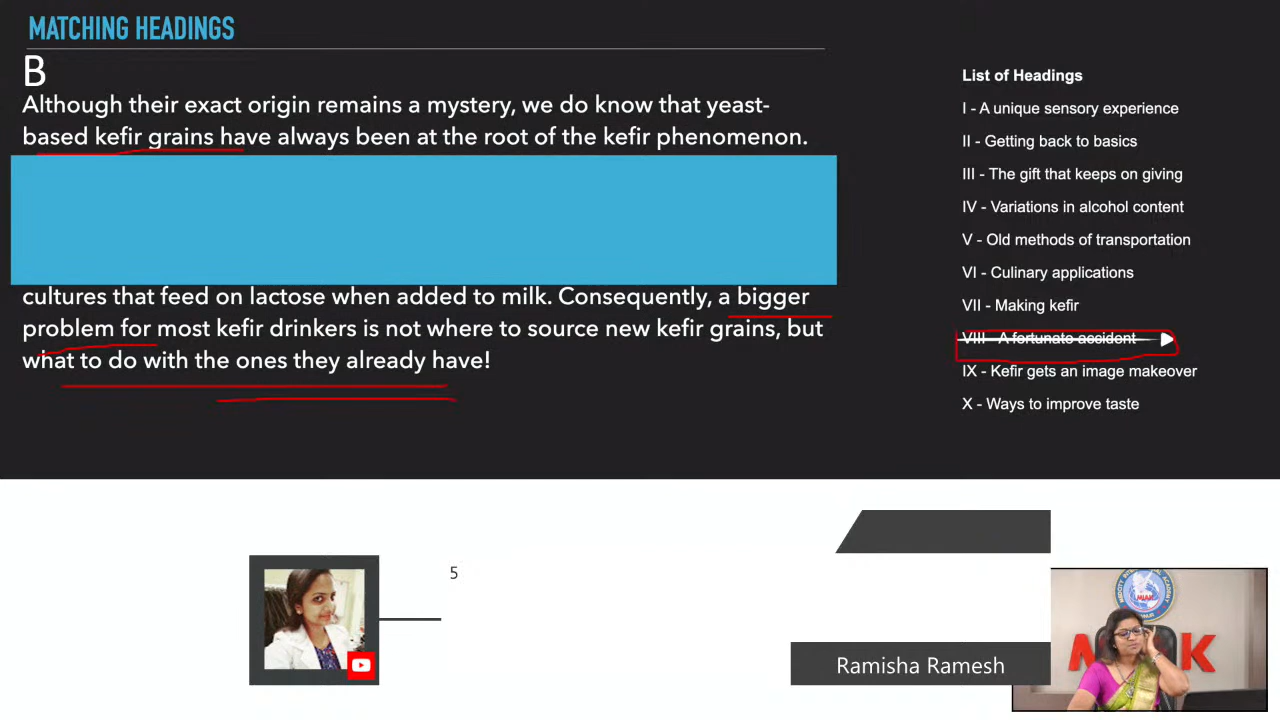 MATCHING HEADINGS
B
Although their exact origin remains a mystery, we do know that yeast-
based kefir grains have always been at the root of the kefir phenomenon.
cultures that feed on lactose when added to milk. Consequently, a bigger
problem for most kefir drinkers is not where to source new kefir grains, but
what to do with the ones they already have!
List of Headings
I - A unique sensory experience
II - Getting back to basics
III - The gift that keeps on giving
IV - Variations in alcohol content
V - Old methods of transportation
VI - Culinary applications
VII - Making kefir
VIII - A fortunate accident
IX - Kefir gets an image makeover
X - Ways to improve taste
5
Ramisha Ramesh
MIAK